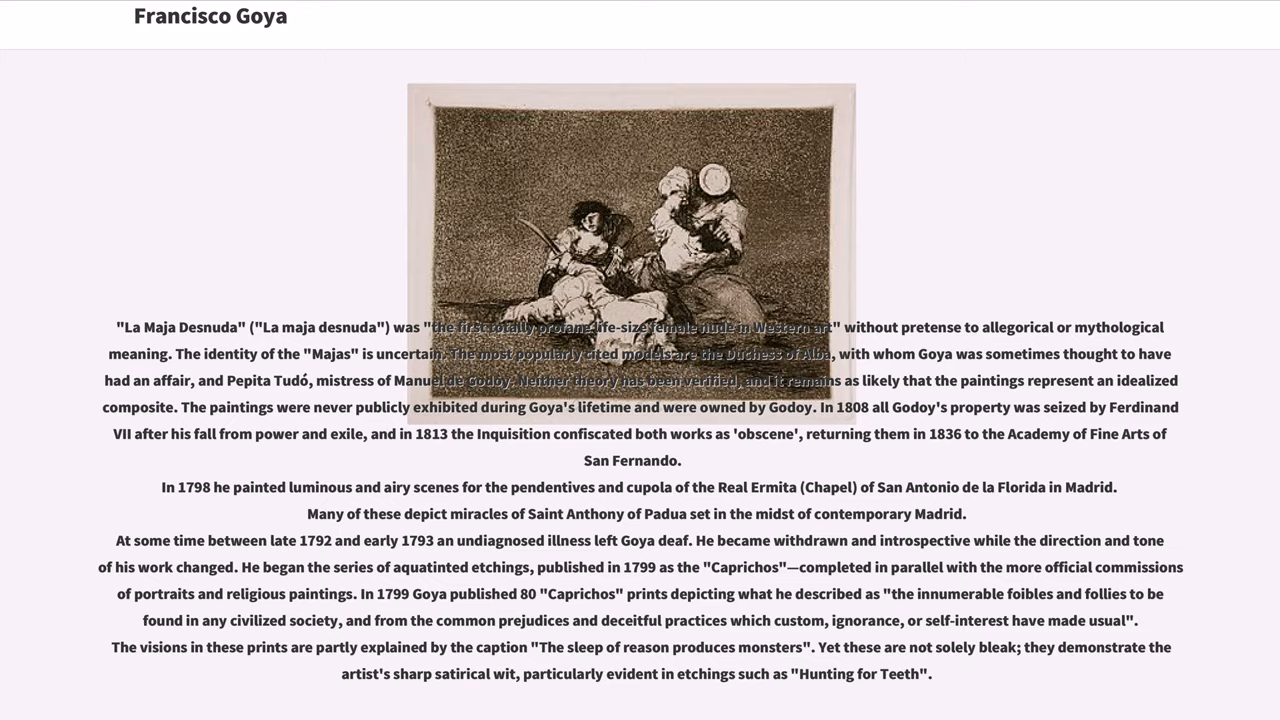 Francisco Goya
"La Maja Desnuda" ("La maja desnuda") was "the first totally profane life-size female nude in Western art" without pretense to allegorical or mythological
meaning. The identity of the "Majas" is uncertain. The most popularly cited models are the Duchess of Alba, with whom Goya was sometimes thought to have
had an affair, and Pepita Tudó, mistress of Manuel de Godoy. Neither theory has been verified, and it remains as likely that the paintings represent an idealized
composite. The paintings were never publicly exhibited during Goya's lifetime and were owned by Godoy. In 1808 all Godoy's property was seized by Ferdinand
VII after his fall from power and exile, and in 1813 the Inquisition confiscated both works as 'obscene', returning them in 1836 to the Academy of Fine Arts of
San Fernando.
In 1798 he painted luminous and airy scenes for the pendentives and cupola of the Real Ermita (Chapel) of San Antonio de la Florida in Madrid.
Many of these depict miracles of Saint Anthony of Padua set in the midst of contemporary Madrid.
At some time between late 1792 and early 1793 an undiagnosed illness left Goya deaf. He became withdrawn and introspective while the direction and tone
of his work changed. He began the series of aquatinted etchings, published in 1799 as the "Caprichos"—completed in parallel with the more official commissions
of portraits and religious paintings. In 1799 Goya published 80 "Caprichos" prints depicting what he described as "the innumerable foibles and follies to be
found in any civilized society, and from the common prejudices and deceitful practices which custom, ignorance, or self-interest have made usual".
The visions in these prints are partly explained by the caption "The sleep of reason produces monsters". Yet these are not solely bleak; they demonstrate the
artist's sharp satirical wit, particularly evident in etchings such as "Hunting for Teeth".